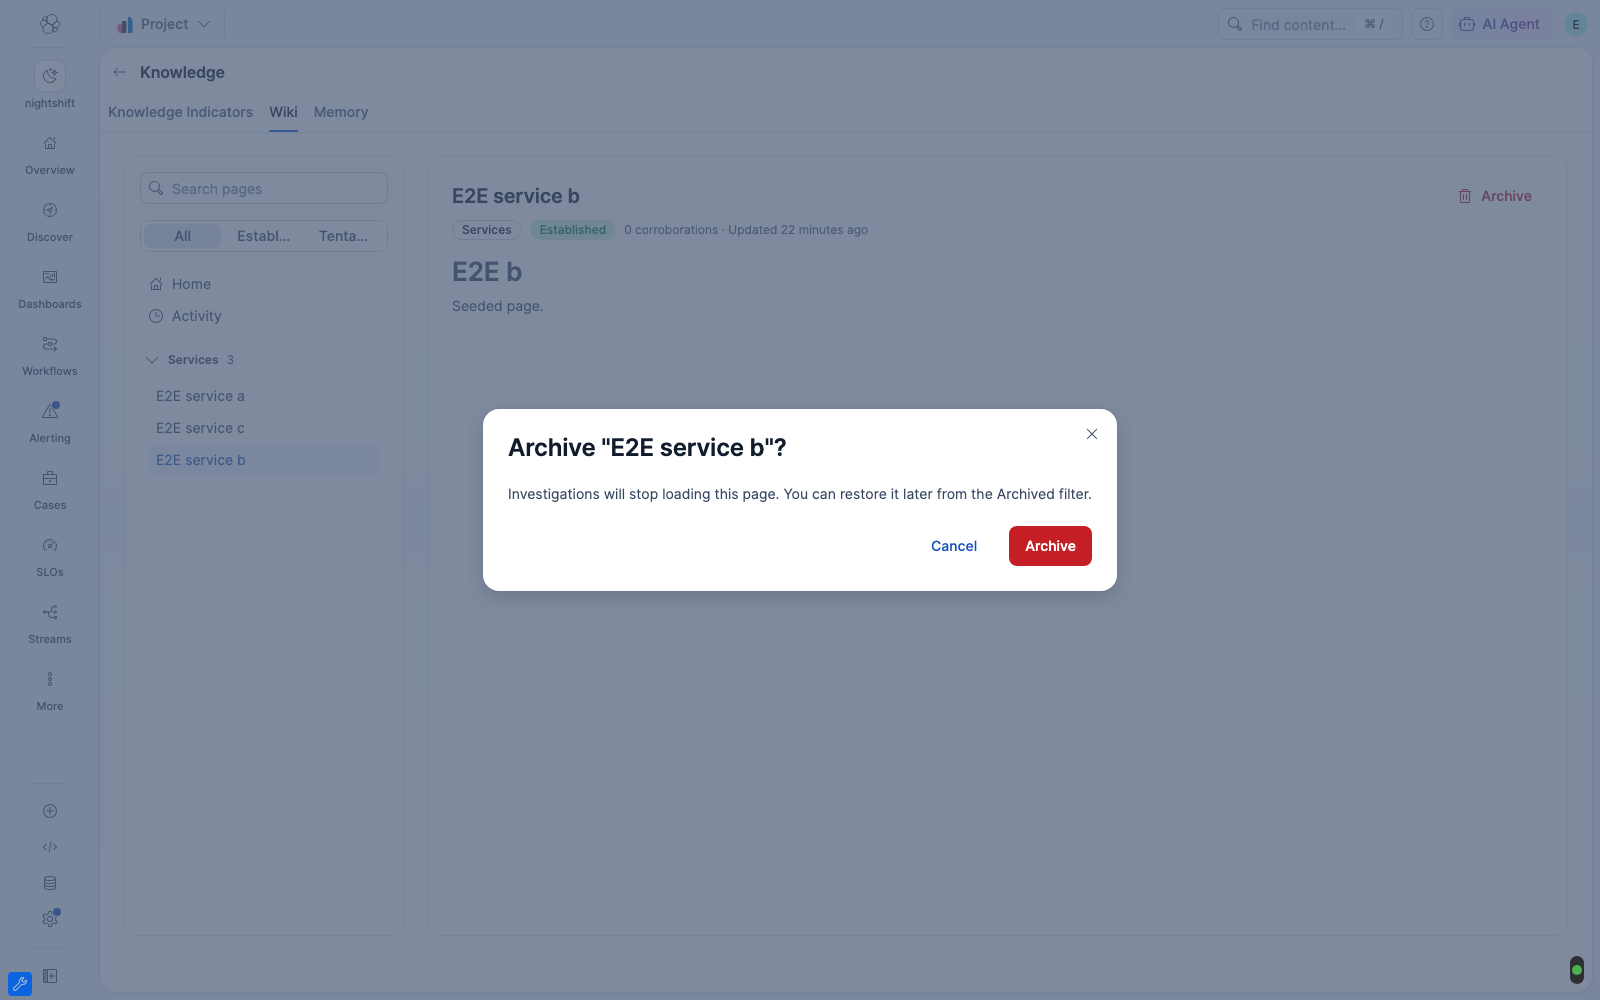 Project
Find content... ⌘ /
AI Agent
E
nightshift
Overview
Discover
Dashboards
Workflows
Alerting
Cases
SLOs
Streams
More
Knowledge
Knowledge Indicators Wiki Memory
Search pages
All Establ... Tenta...
Home
Activity
Services 3
E2E service a
E2E service c
E2E service b
E2E service b
Archive
Services Established 0 corroborations · Updated 22 minutes ago
E2E b
Seeded page.
Archive "E2E service b"?
Investigations will stop loading this page. You can restore it later from the Archived filter.
Cancel Archive